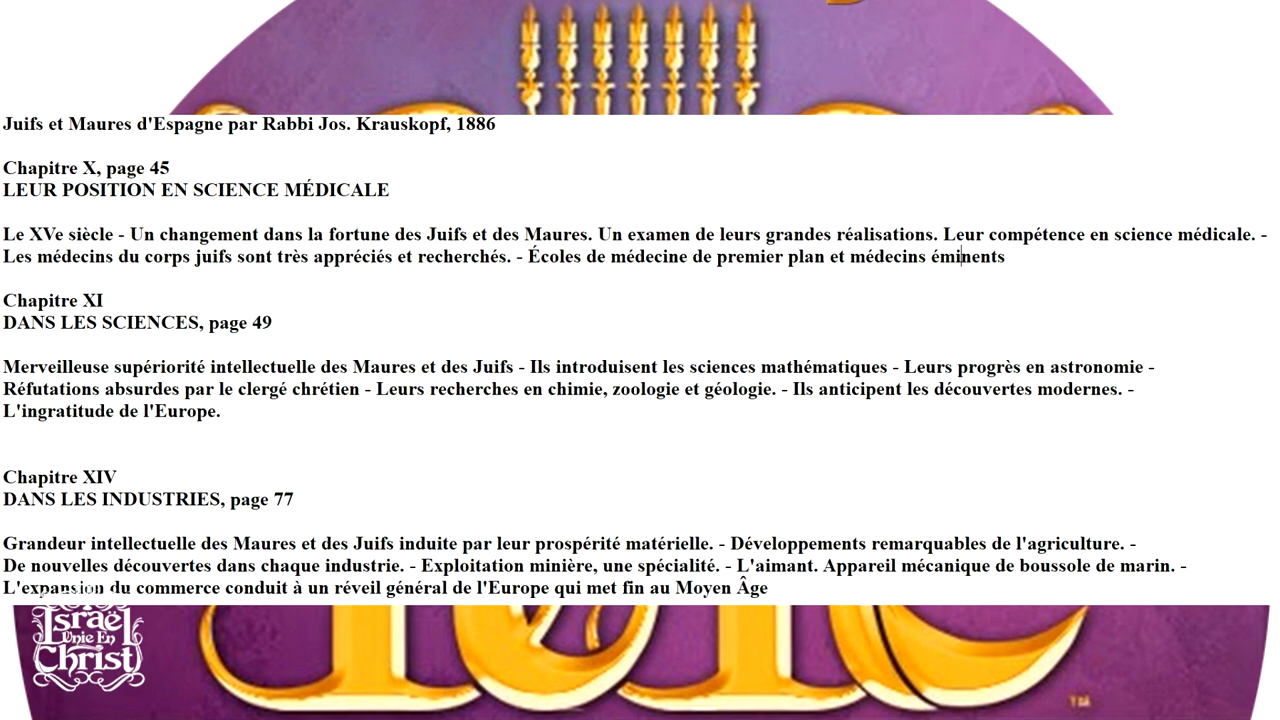 Juifs et Maures d'Espagne par Rabbi Jos. Krauskopf, 1886
Chapitre X, page 45
LEUR POSITION EN SCIENCE MÉDICALE
Le XVe siècle - Un changement dans la fortune des Juifs et des Maures. Un examen de leurs grandes réalisations. Leur compétence en science médicale. -
Les médecins du corps juifs sont très appréciés et recherchés. - Écoles de médecine de premier plan et médecins éminents
Chapitre XI
DANS LES SCIENCES, page 49
Merveilleuse supériorité intellectuelle des Maures et des Juifs - Ils introduisent les sciences mathématiques - Leurs progrès en astronomie -
Réfutations absurdes par le clergé chrétien - Leurs recherches en chimie, zoologie et géologie. - Ils anticipent les découvertes modernes. -
L'ingratitude de l'Europe.
Chapitre XIV
DANS LES INDUSTRIES, page 77
Grandeur intellectuelle des Maures et des Juifs induite par leur prospérité matérielle. - Développements remarquables de l'agriculture. -
De nouvelles découvertes dans chaque industrie. - Exploitation minière, une spécialité. - L'aimant. Appareil mécanique de boussole de marin. -
L'expansion du commerce conduit à un réveil général de l'Europe qui met fin au Moyen Âge
Israël
Unie En
Christ
TM